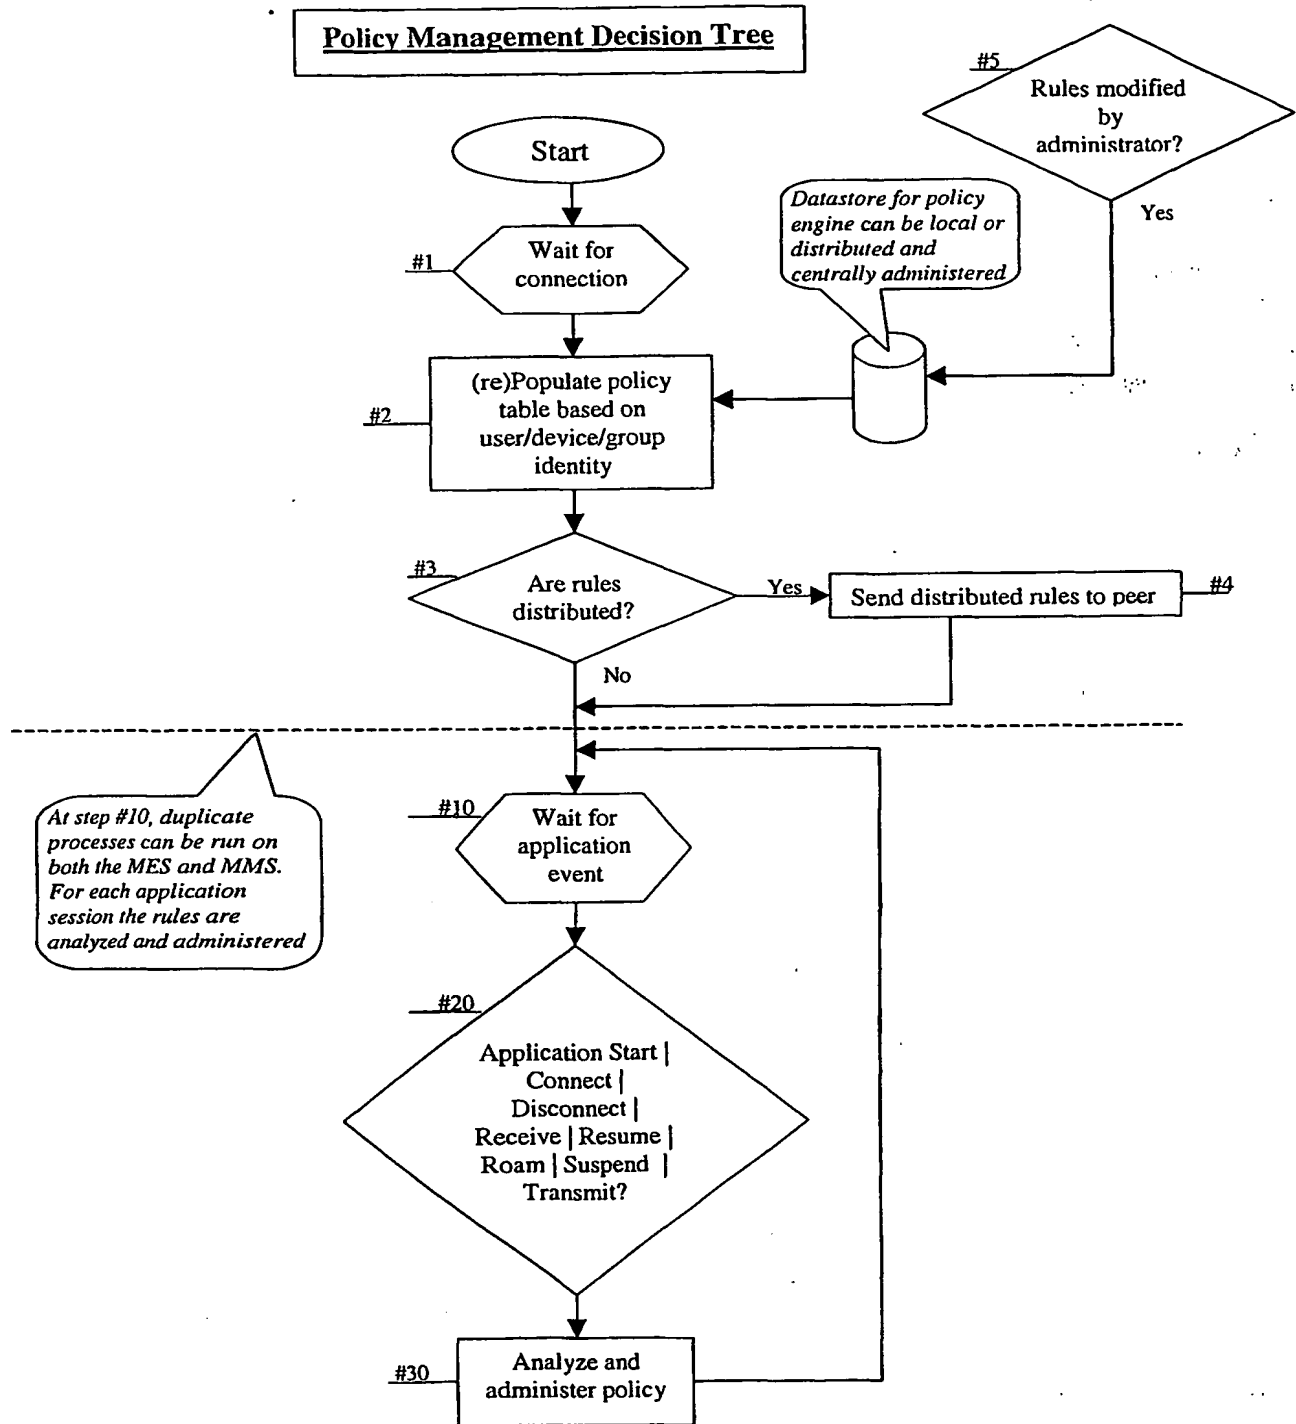 Policy Management Decision Tree
#5
Rules modified
by
administrator?
Yes
Start
Datastore for policy
engine can be local or
distributed and
centrally administered
#1
Wait for
connection
#2
(re)Populate policy
table based on
user/device/group
identity
#3
Are rules
distributed?
Yes
Send distributed rules to peer
#4
No
At step #10, duplicate
processes can be run on
both the MES and MMS.
For each application
session the rules are
analyzed and administered
#10
Wait for
application
event
#20
Application Start |
Connect |
Disconnect |
Receive | Resume |
Roam | Suspend |
Transmit?
#30
Analyze and
administer policy